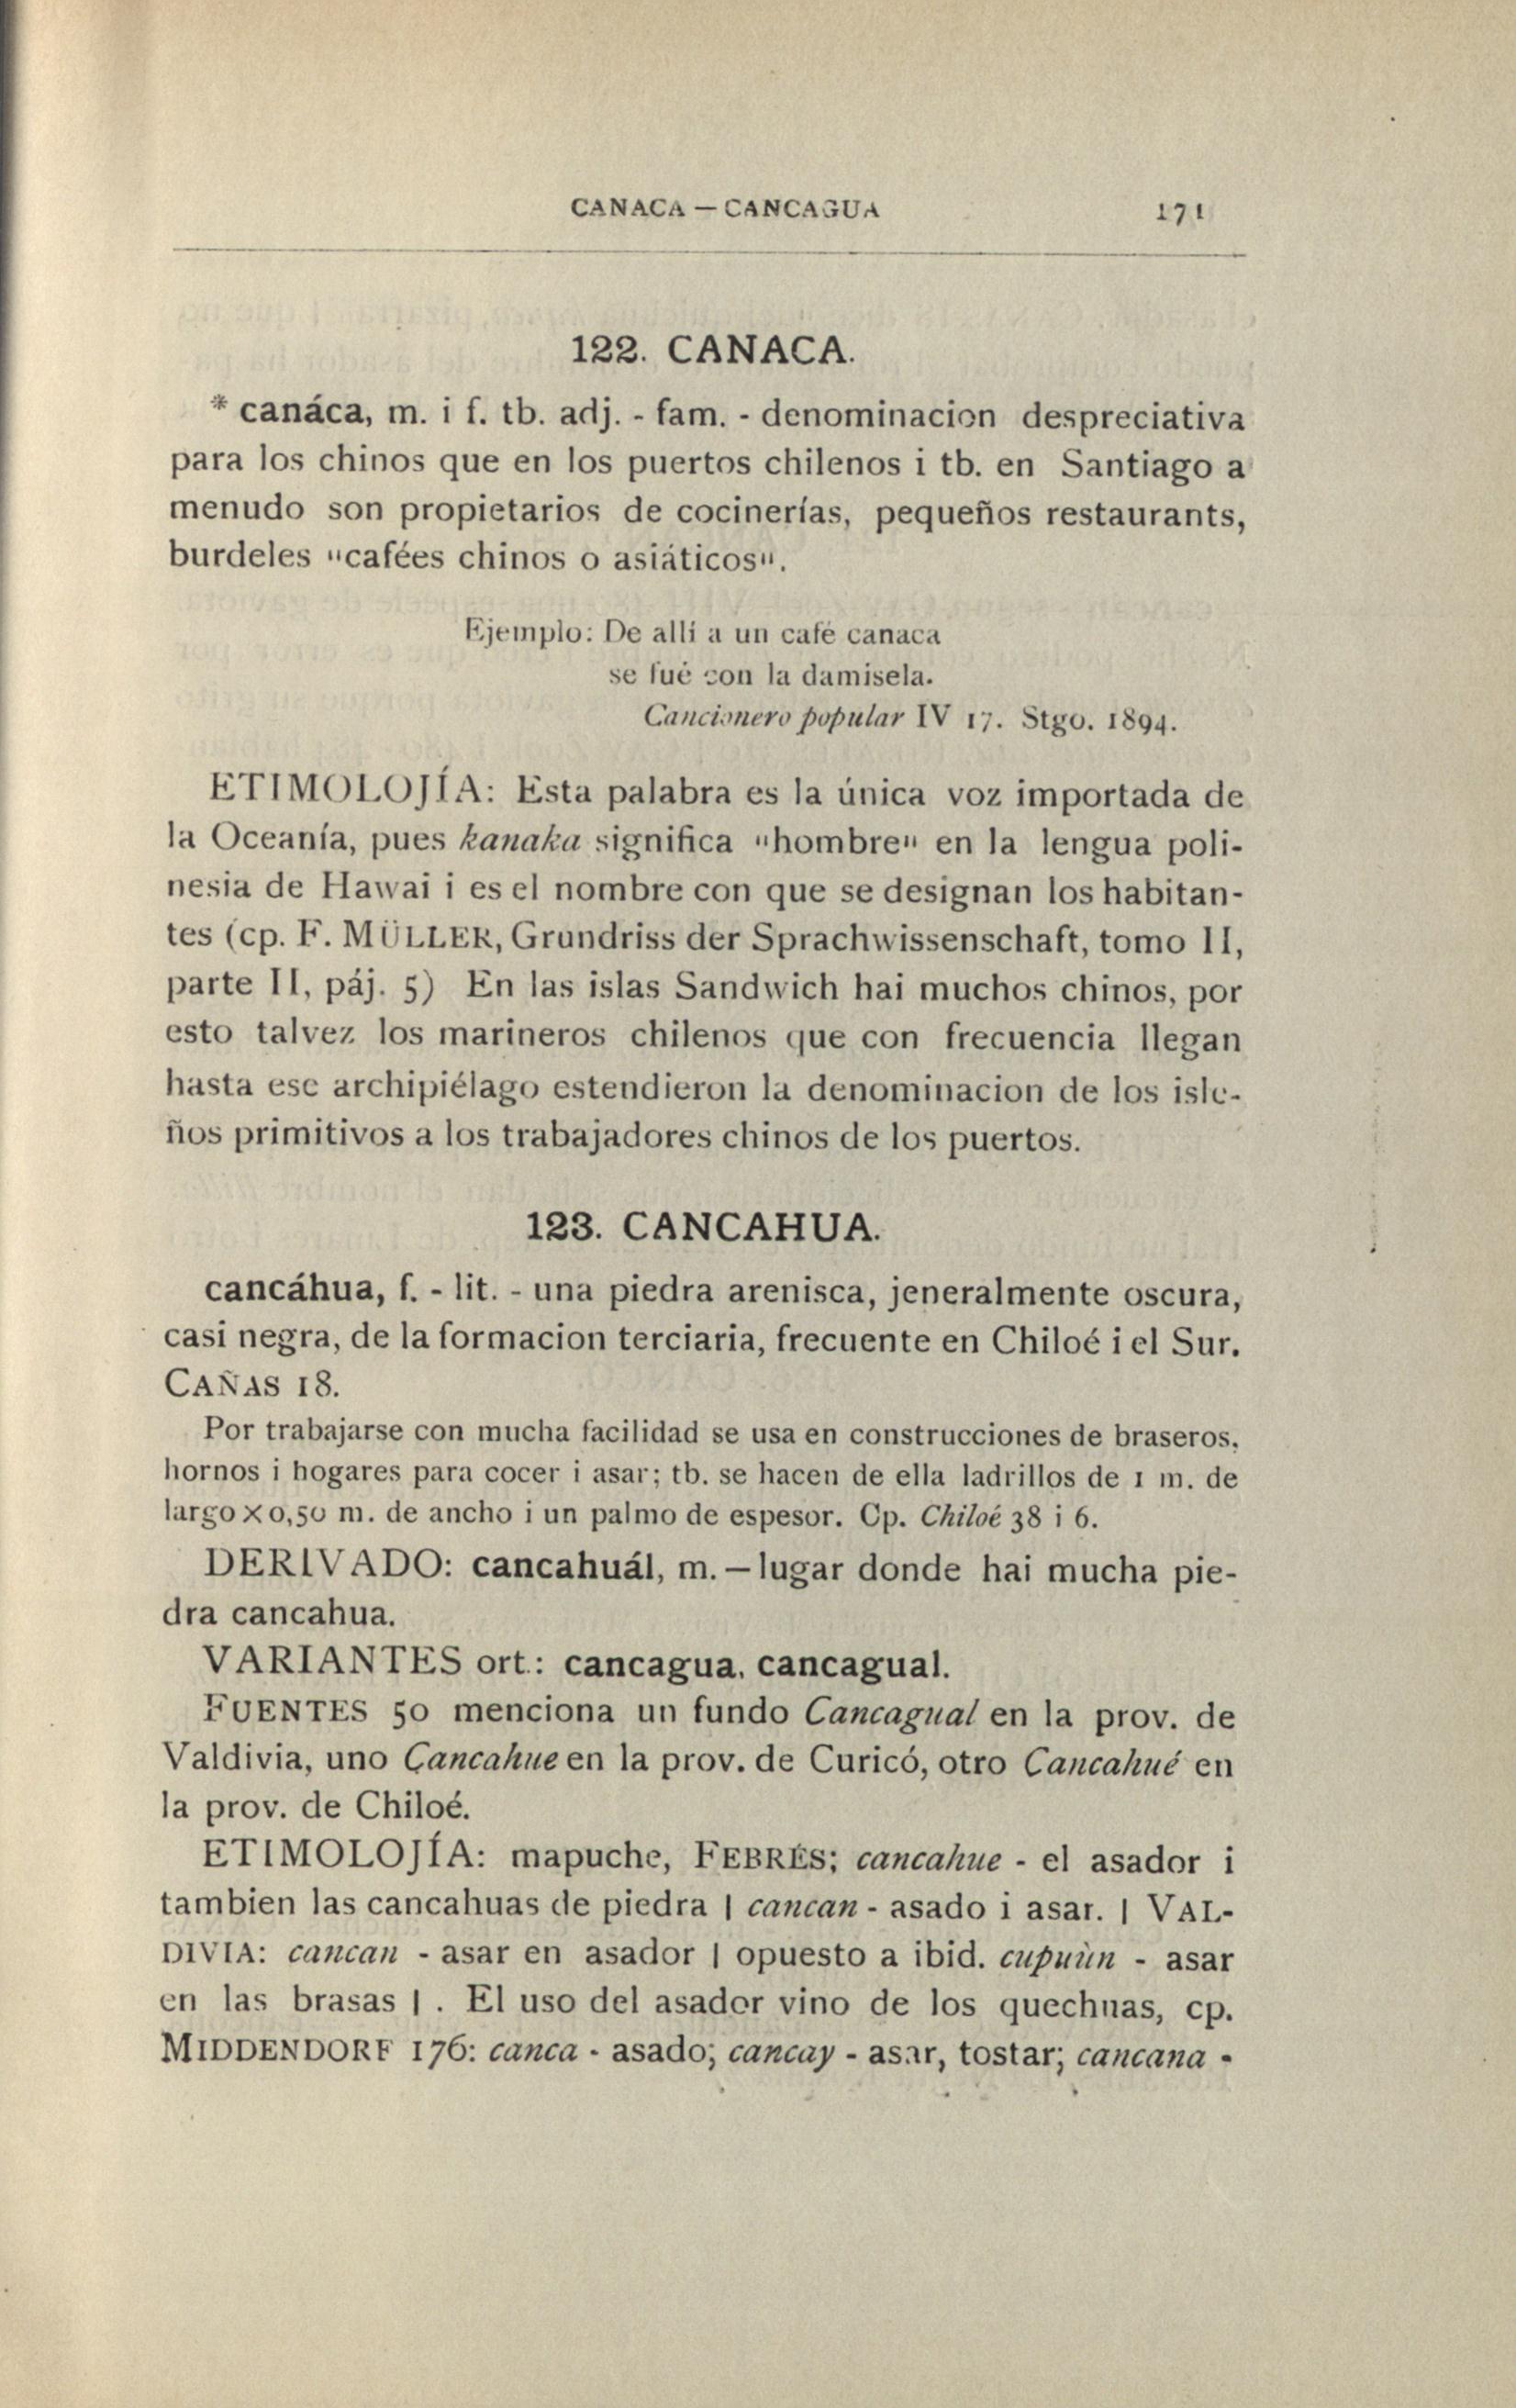 CANACA — CANCAGUA 171
122. CANACA.
* canáca, m. i f. tb. adj. - fam. - denominacion despreciativa
para los chinos que en los puertos chilenos i tb. en Santiago a
menudo son propietarios de cocinerías, pequeños restaurants,
burdeles "cafées chinos o asiáticos".
Ejemplo: De allí a un café canaca
se fué con la damisela.
Cancionero popular IV 17. Stgo. 1894.
ETIMOLOJÍA: Esta palabra es la única voz importada de
la Oceanía, pues kanaka significa "hombre" en la lengua poli-
nesia de Hawai i es el nombre con que se designan los habitan-
tes (cp. F. MÜLLER, Grundriss der Sprachwissenschaft, tomo II,
parte II, páj. 5) En las islas Sandwich hai muchos chinos, por
esto talvez los marineros chilenos que con frecuencia llegan
hasta ese archipiélago estendieron la denominacion de los isle-
ños primitivos a los trabajadores chinos de los puertos.
123. CANCAHUA.
cancáhua, f. - lit. - una piedra arenisca, jeneralmente oscura,
casi negra, de la formacion terciaria, frecuente en Chiloé i el Sur.
CAÑAS 18.
Por trabajarse con mucha facilidad se usa en construcciones de braseros,
hornos i hogares para cocer i asar; tb. se hacen de ella ladrillos de 1 m. de
largo × 0,50 m. de ancho i un palmo de espesor. Cp. Chiloé 38 i 6.
DERIVADO: cancahuál, m. — lugar donde hai mucha pie-
dra cancahua.
VARIANTES ort.: cancagua, cancagual.
FUENTES 50 menciona un fundo Cancagual en la prov. de
Valdivia, uno Cancahue en la prov. de Curicó, otro Cancahué en
la prov. de Chiloé.
ETIMOLOJÍA: mapuche, FEBRÉS; cancahue - el asador i
tambien las cancahuas de piedra | cancan - asado i asar. | VAL-
DIVIA: cancan - asar en asador | opuesto a ibid. cupuùn - asar
en las brasas | . El uso del asador vino de los quechuas, cp.
MIDDENDORF 176: canca - asado; cancay - asar, tostar; cancana -